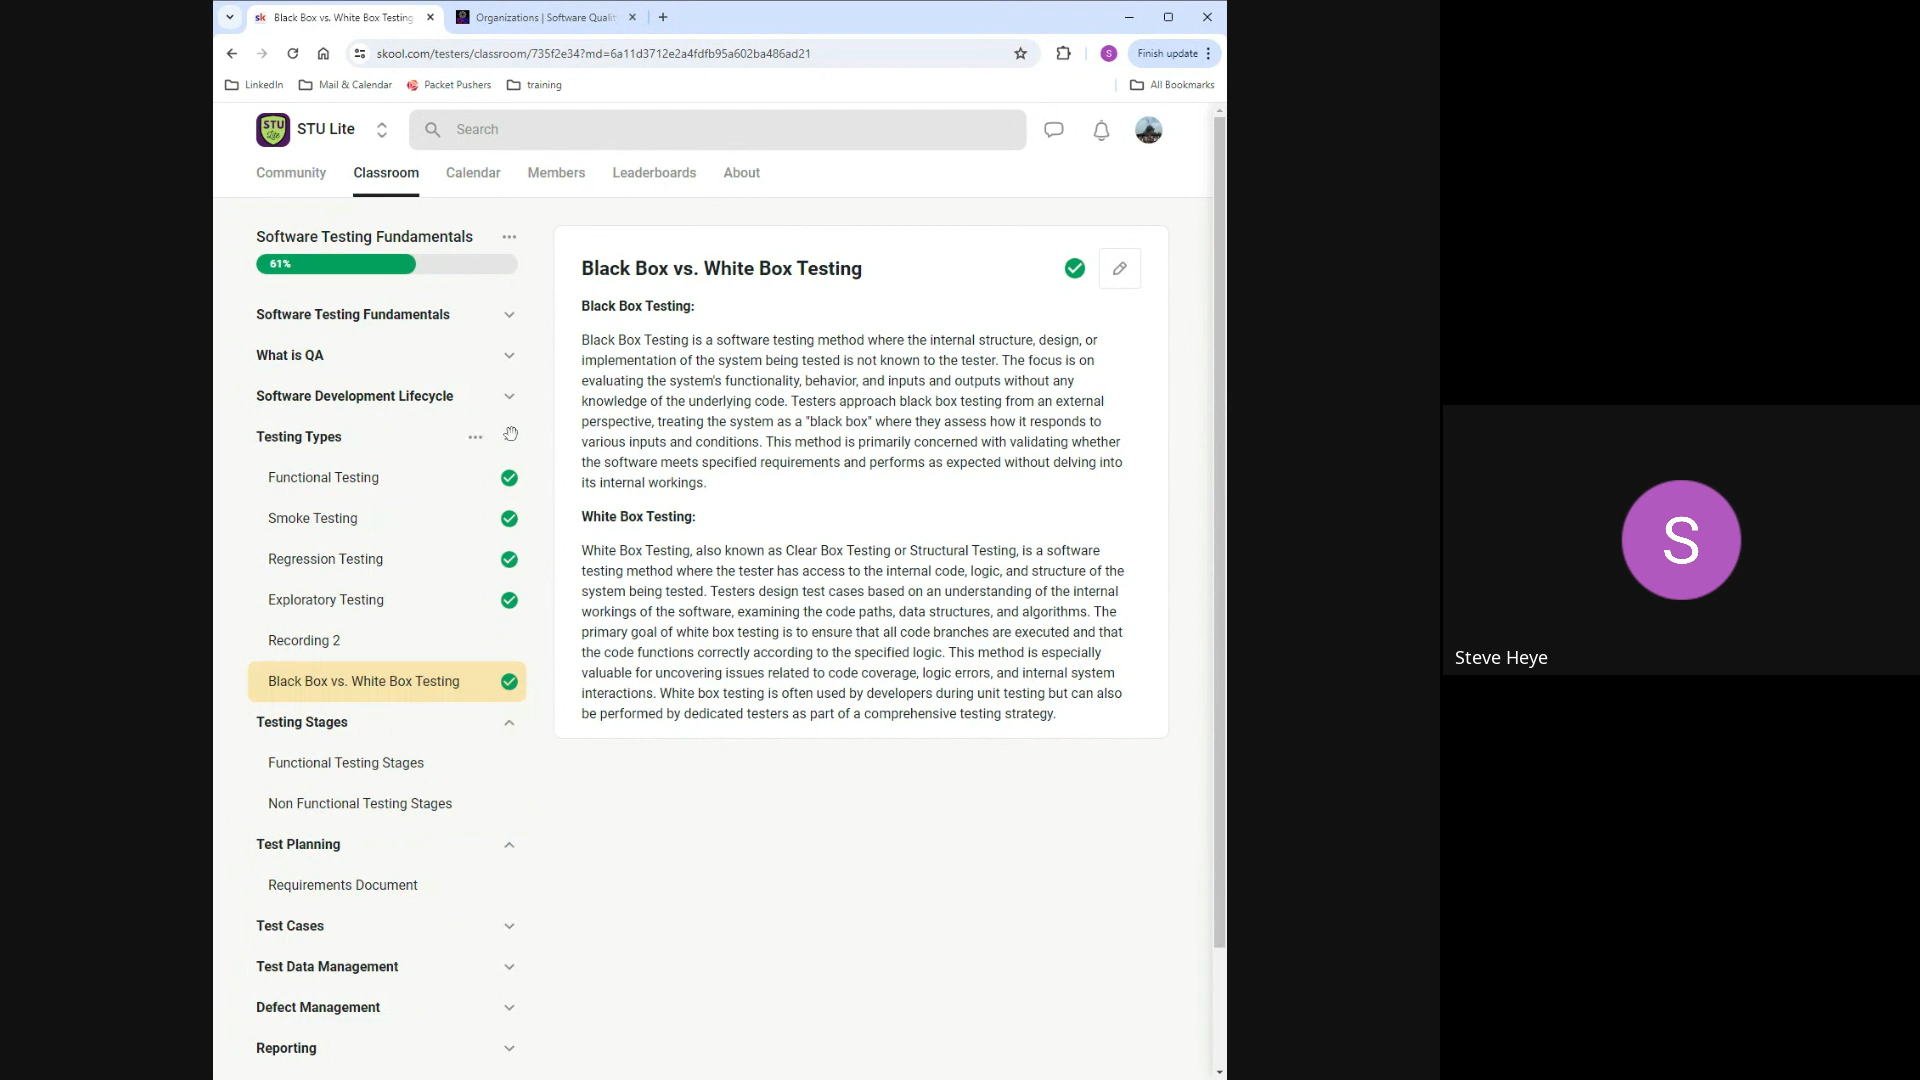 sk Black Box vs. White Box Testing
Organizations | Software Qualit
skool.com/testers/classroom/735f2e34?md=6a11d3712e2a4fdfb95a602ba486ad21
S
Finish update
LinkedIn
Mail & Calendar
Packet Pushers
training
All Bookmarks
STU Lite
STU Lite
Search
Community
Classroom
Calendar
Members
Leaderboards
About
Software Testing Fundamentals
61%
Software Testing Fundamentals
What is QA
Software Development Lifecycle
Testing Types
Functional Testing
Smoke Testing
Regression Testing
Exploratory Testing
Recording 2
Black Box vs. White Box Testing
Testing Stages
Functional Testing Stages
Non Functional Testing Stages
Test Planning
Requirements Document
Test Cases
Test Data Management
Defect Management
Reporting
Black Box vs. White Box Testing
Black Box Testing:
Black Box Testing is a software testing method where the internal structure, design, or
implementation of the system being tested is not known to the tester. The focus is on
evaluating the system's functionality, behavior, and inputs and outputs without any
knowledge of the underlying code. Testers approach black box testing from an external
perspective, treating the system as a "black box" where they assess how it responds to
various inputs and conditions. This method is primarily concerned with validating whether
the software meets specified requirements and performs as expected without delving into
its internal workings.
White Box Testing:
White Box Testing, also known as Clear Box Testing or Structural Testing, is a software
testing method where the tester has access to the internal code, logic, and structure of the
system being tested. Testers design test cases based on an understanding of the internal
workings of the software, examining the code paths, data structures, and algorithms. The
primary goal of white box testing is to ensure that all code branches are executed and that
the code functions correctly according to the specified logic. This method is especially
valuable for uncovering issues related to code coverage, logic errors, and internal system
interactions. White box testing is often used by developers during unit testing but can also
be performed by dedicated testers as part of a comprehensive testing strategy.
S
Steve Heye